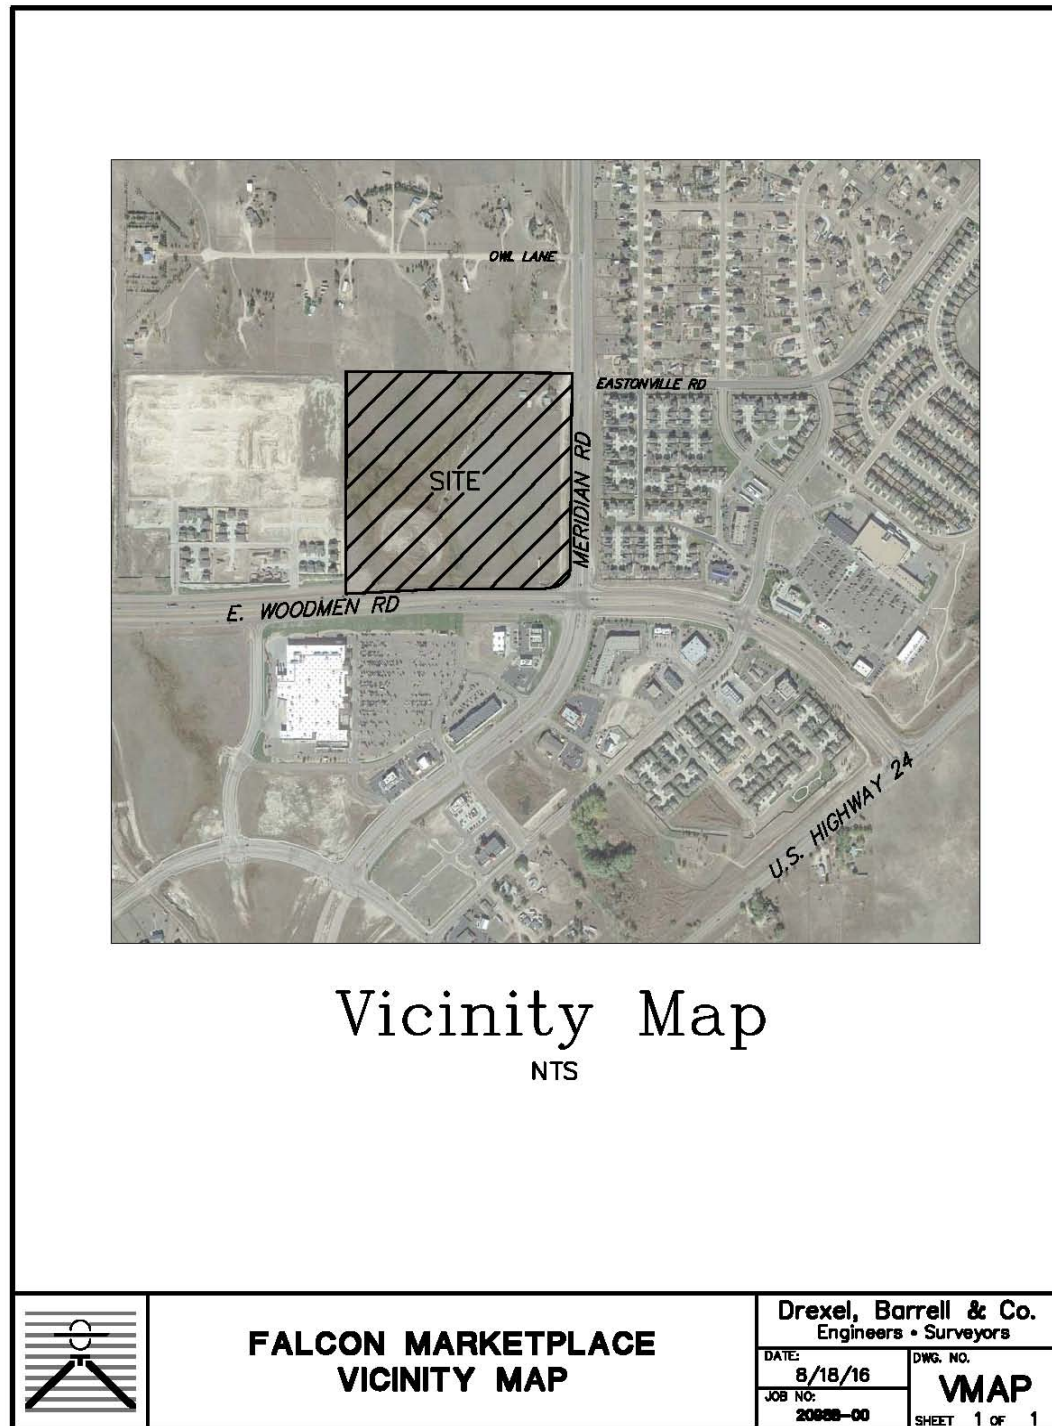 OWL LANE
EASTONVILLE RD
SITE
MERIDIAN RD
E. WOODMEN RD
U.S. HIGHWAY 24
Vicinity Map
NTS
FALCON MARKETPLACE
VICINITY MAP
Drexel, Barrell & Co.
Engineers • Surveyors
DATE:
8/18/16
DWG. NO.
VMAP
JOB NO:
SHEET 1 OF 1